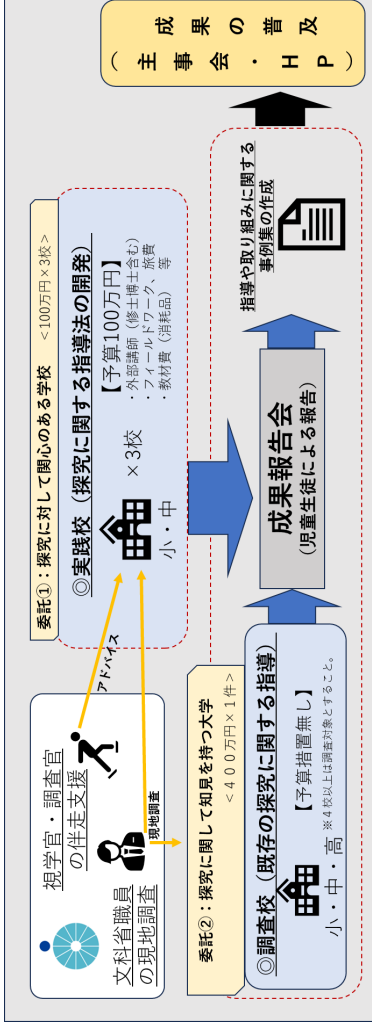 視学官・調査官
の伴走支援
文科省職員
の現地調査
アドバイス
現地調査
委託①：探究に対して関心のある学校　＜100万円×3校＞
◎実践校（探究に関する指導法の開発）
小・中
×3校
【予算100万円】
・外部講師（修士博士含む）
・フィールドワーク、旅費
・教材費（消耗品）　等
委託②：探究に関して知見を持つ大学
＜４００万円×１件＞
◎調査校（既存の探究に関する指導）
小・中・高
【予算措置無し】
※４校以上は調査対象とすること。
成果報告会
（児童生徒による報告）
指導や取り組みに関する
事例集の作成
成果の普及
（主事会・ＨＰ）